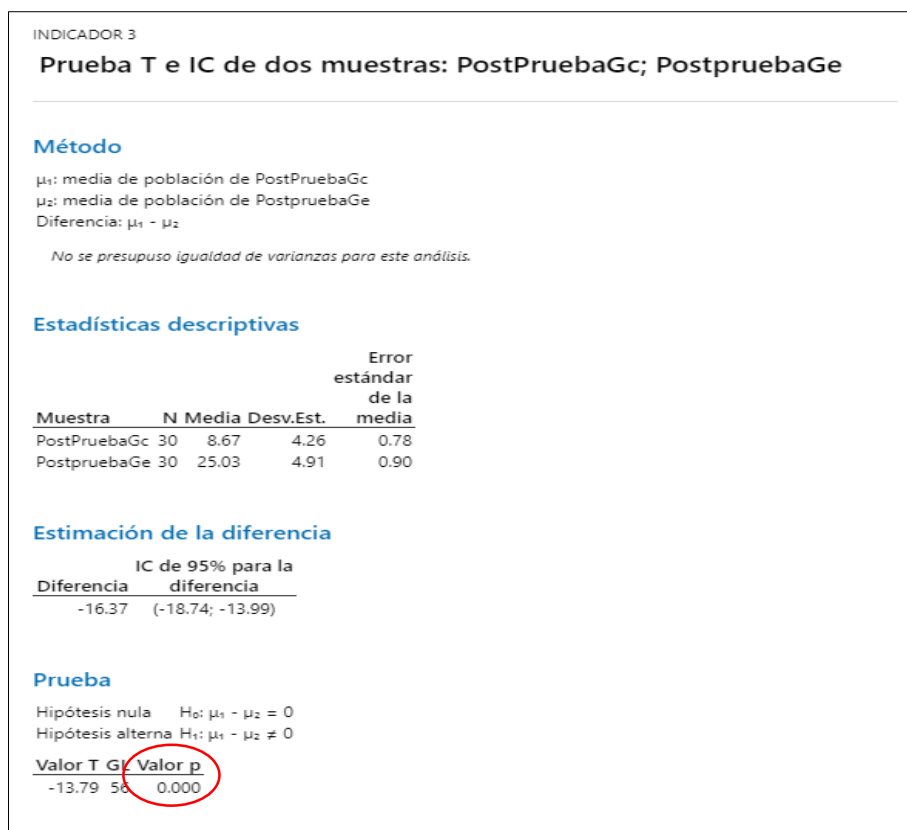 INDICADOR 3
Prueba T e IC de dos muestras: PostPruebaGc; PostpruebaGe
Método
μ₁: media de población de PostPruebaGc
µ₂: media de población de PostpruebaGe
Diferencia: μ₁ - µ₂
No se presupuso igualdad de varianzas para este análisis.
Estadísticas descriptivas
Error
estándar
de la
Muestra N Media Desv.Est. media
PostPruebaGc 30 8.67 4.26 0.78
PostpruebaGe 30 25.03 4.91 0.90
Estimación de la diferencia
IC de 95% para la
Diferencia diferencia
-16.37 (-18.74; -13.99)
Prueba
Hipótesis nula H₀: μ₁ - µ₂ = 0
Hipótesis alterna H₁: μ₁ - µ₂ ≠ 0
Valor T GL Valor p
-13.79 56 0.000